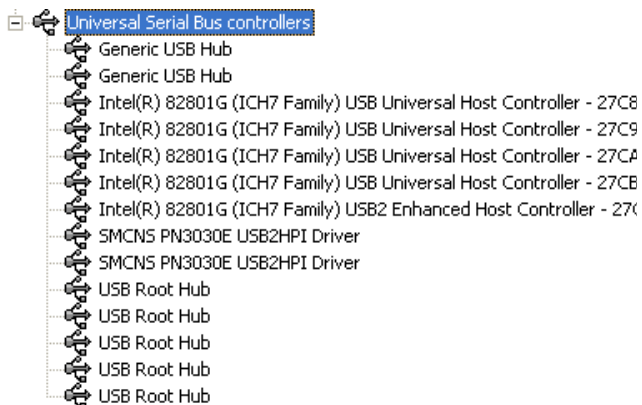 Universal Serial Bus controllers
Generic USB Hub
Generic USB Hub
Intel(R) 82801G (ICH7 Family) USB Universal Host Controller - 27C8
Intel(R) 82801G (ICH7 Family) USB Universal Host Controller - 27C9
Intel(R) 82801G (ICH7 Family) USB Universal Host Controller - 27CA
Intel(R) 82801G (ICH7 Family) USB Universal Host Controller - 27CB
Intel(R) 82801G (ICH7 Family) USB2 Enhanced Host Controller - 27C
SMCNS PN3030E USB2HPI Driver
SMCNS PN3030E USB2HPI Driver
USB Root Hub
USB Root Hub
USB Root Hub
USB Root Hub
USB Root Hub